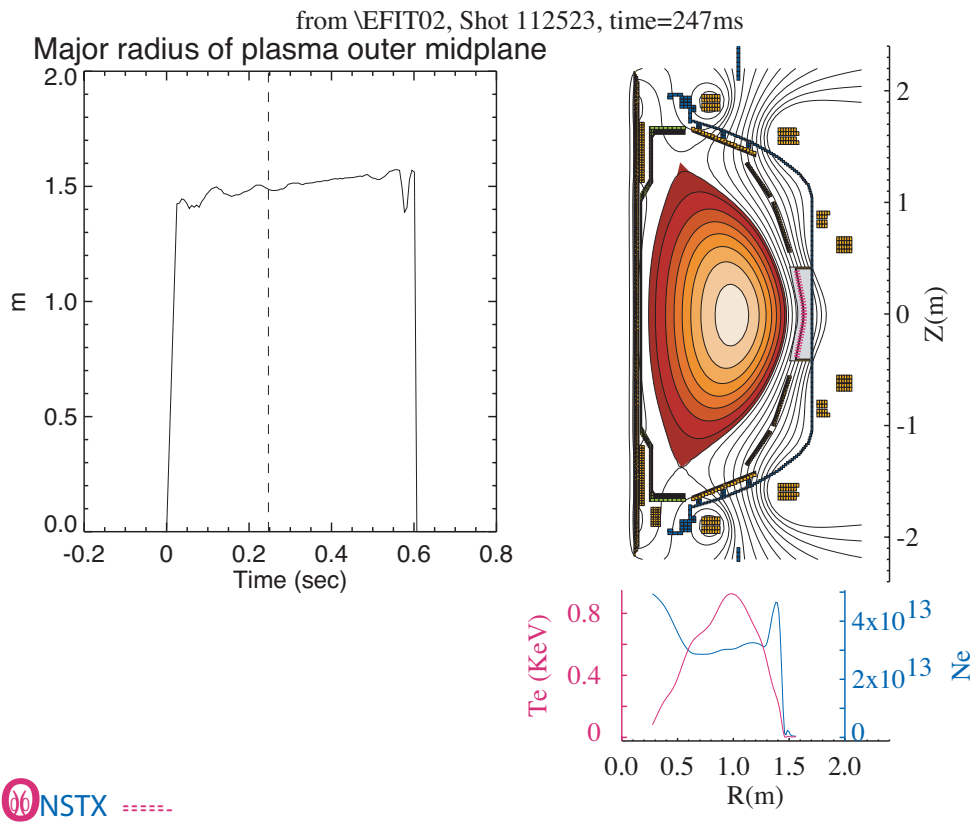 from \EFIT02, Shot 112523, time=247ms
Major radius of plasma outer midplane
2.0
1.5
1.0
0.5
0.0
m
-0.2 0 0.2 0.4 0.6 0.8
Time (sec)
2
1
0
-1
-2
Z(m)
0.8
0.4
0
Te (KeV)
4x10^13
2x10^13
0
Ne
0.0 0.5 1.0 1.5 2.0
R(m)
NSTX